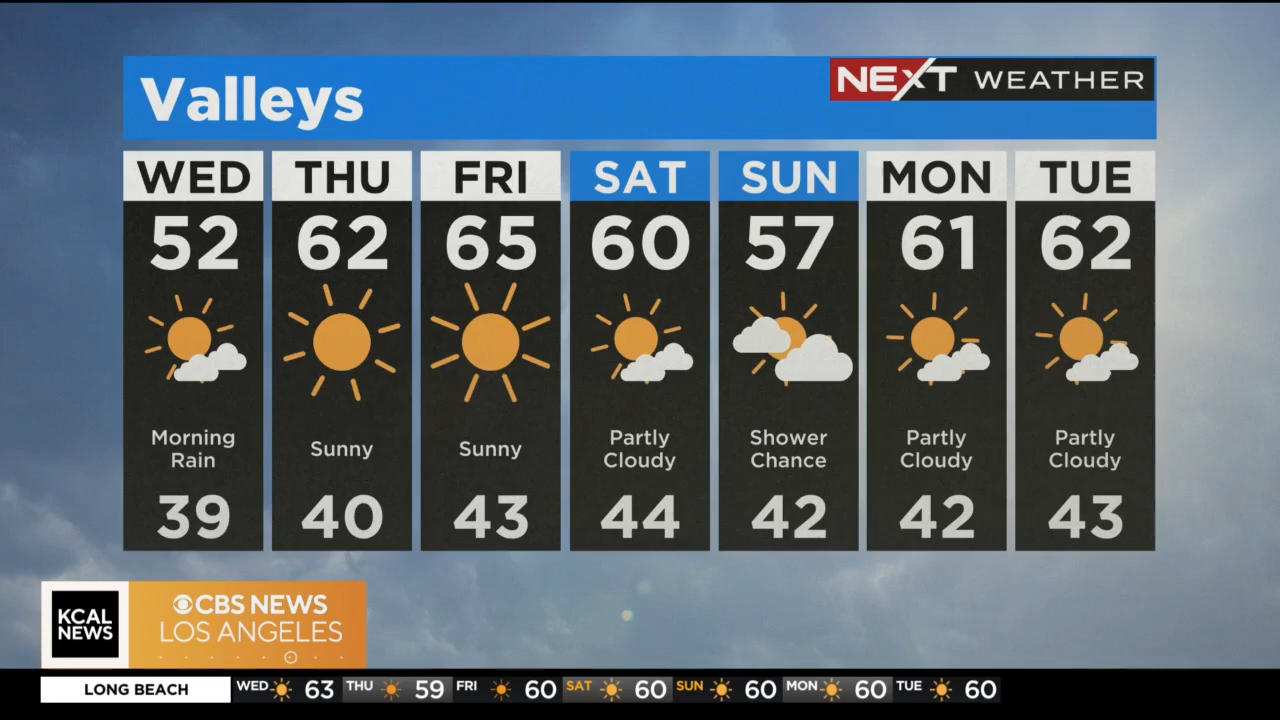 Valleys
NEXT WEATHER
WED THU FRI SAT SUN MON TUE
52 62 65 60 57 61 62
Morning Rain
Sunny
Sunny
Partly Cloudy
Shower Chance
Partly Cloudy
Partly Cloudy
39 40 43 44 42 42 43
KCAL NEWS
CBS NEWS
LOS ANGELES
LONG BEACH WED 63 THU 59 FRI 60 SAT 60 SUN 60 MON 60 TUE 60